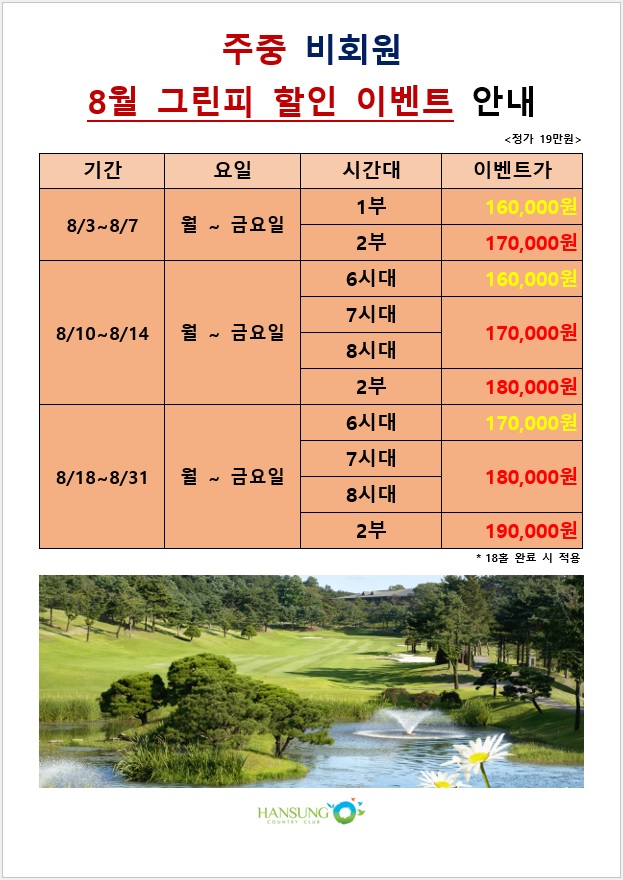 주중 비회원
8월 그린피 할인 이벤트 안내
<정가 19만원>
기간 요일 시간대 이벤트가
8/3~8/7 월 ~ 금요일 1부 160,000원
2부 170,000원
8/10~8/14 월 ~ 금요일 6시대 160,000원
7시대 170,000원
8시대
2부 180,000원
8/18~8/31 월 ~ 금요일 6시대 170,000원
7시대 180,000원
8시대
2부 190,000원
* 18홀 완료 시 적용
HANSUNG
COUNTRY CLUB